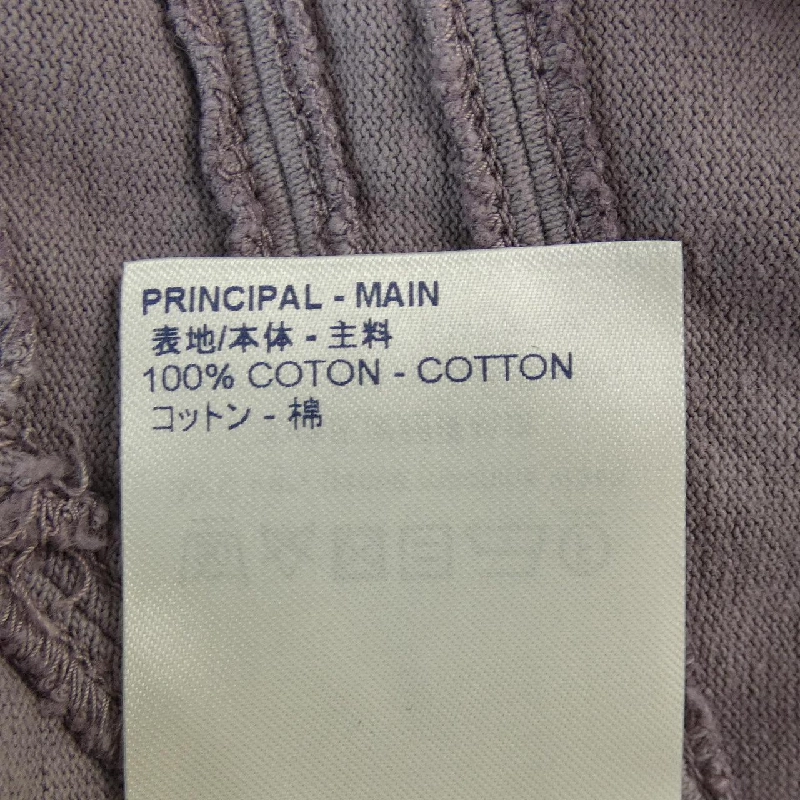 PRINCIPAL - MAIN
表地/本体 - 主料
100% COTON - COTTON
コットン - 棉